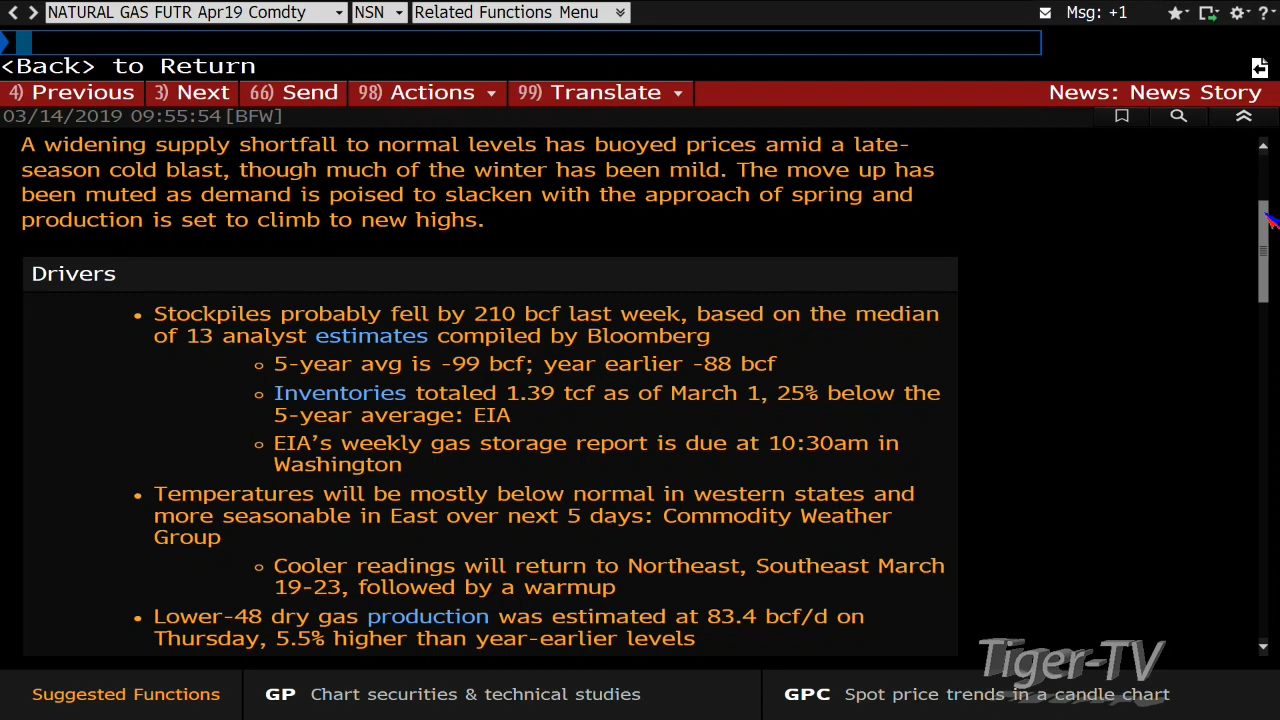 NATURAL GAS FUTR Apr19 Comdty NSN Related Functions Menu Msg: +1
<Back> to Return
4) Previous 3) Next 66) Send 98) Actions 99) Translate News: News Story
03/14/2019 09:55:54 [BFW]
A widening supply shortfall to normal levels has buoyed prices amid a late-
season cold blast, though much of the winter has been mild. The move up has
been muted as demand is poised to slacken with the approach of spring and
production is set to climb to new highs.
Drivers
• Stockpiles probably fell by 210 bcf last week, based on the median
of 13 analyst estimates compiled by Bloomberg
○ 5-year avg is -99 bcf; year earlier -88 bcf
○ Inventories totaled 1.39 tcf as of March 1, 25% below the
5-year average: EIA
○ EIA’s weekly gas storage report is due at 10:30am in
Washington
• Temperatures will be mostly below normal in western states and
more seasonable in East over next 5 days: Commodity Weather
Group
○ Cooler readings will return to Northeast, Southeast March
19-23, followed by a warmup
• Lower-48 dry gas production was estimated at 83.4 bcf/d on
Thursday, 5.5% higher than year-earlier levels
Tiger-TV
Suggested Functions GP Chart securities & technical studies GPC Spot price trends in a candle chart